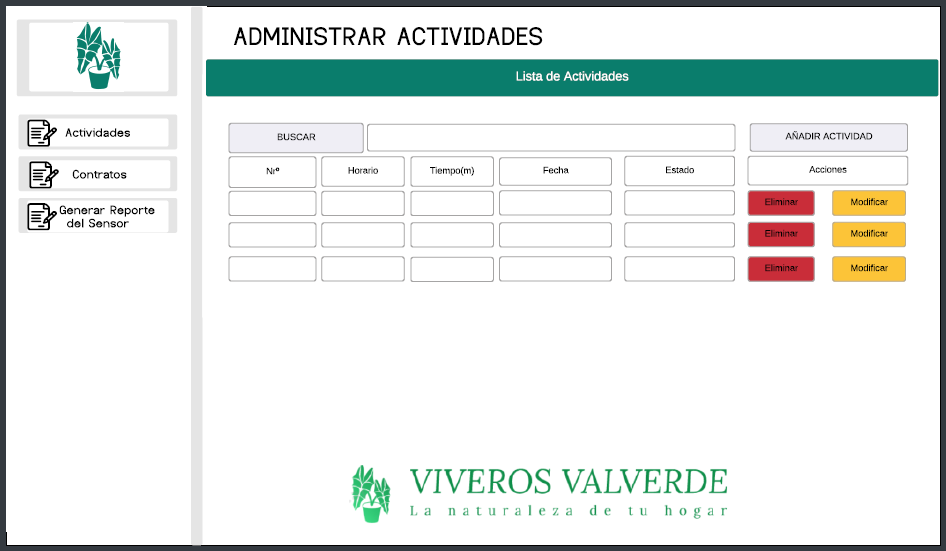 ADMINISTRAR ACTIVIDADES
Lista de Actividades
Actividades
Contratos
Generar Reporte
del Sensor
BUSCAR
AÑADIR ACTIVIDAD
Nrº Horario Tiempo(m) Fecha Estado Acciones
Eliminar Modificar
Eliminar Modificar
Eliminar Modificar
VIVEROS VALVERDE
La naturaleza de tu hogar